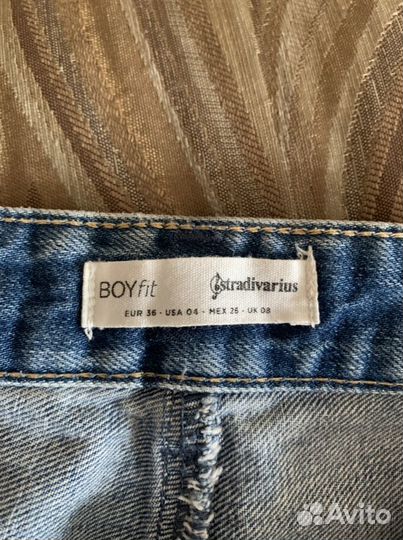 BOYfit stradivarius
EUR 36 - USA 04 - MEX 26 - UK 08
Avito